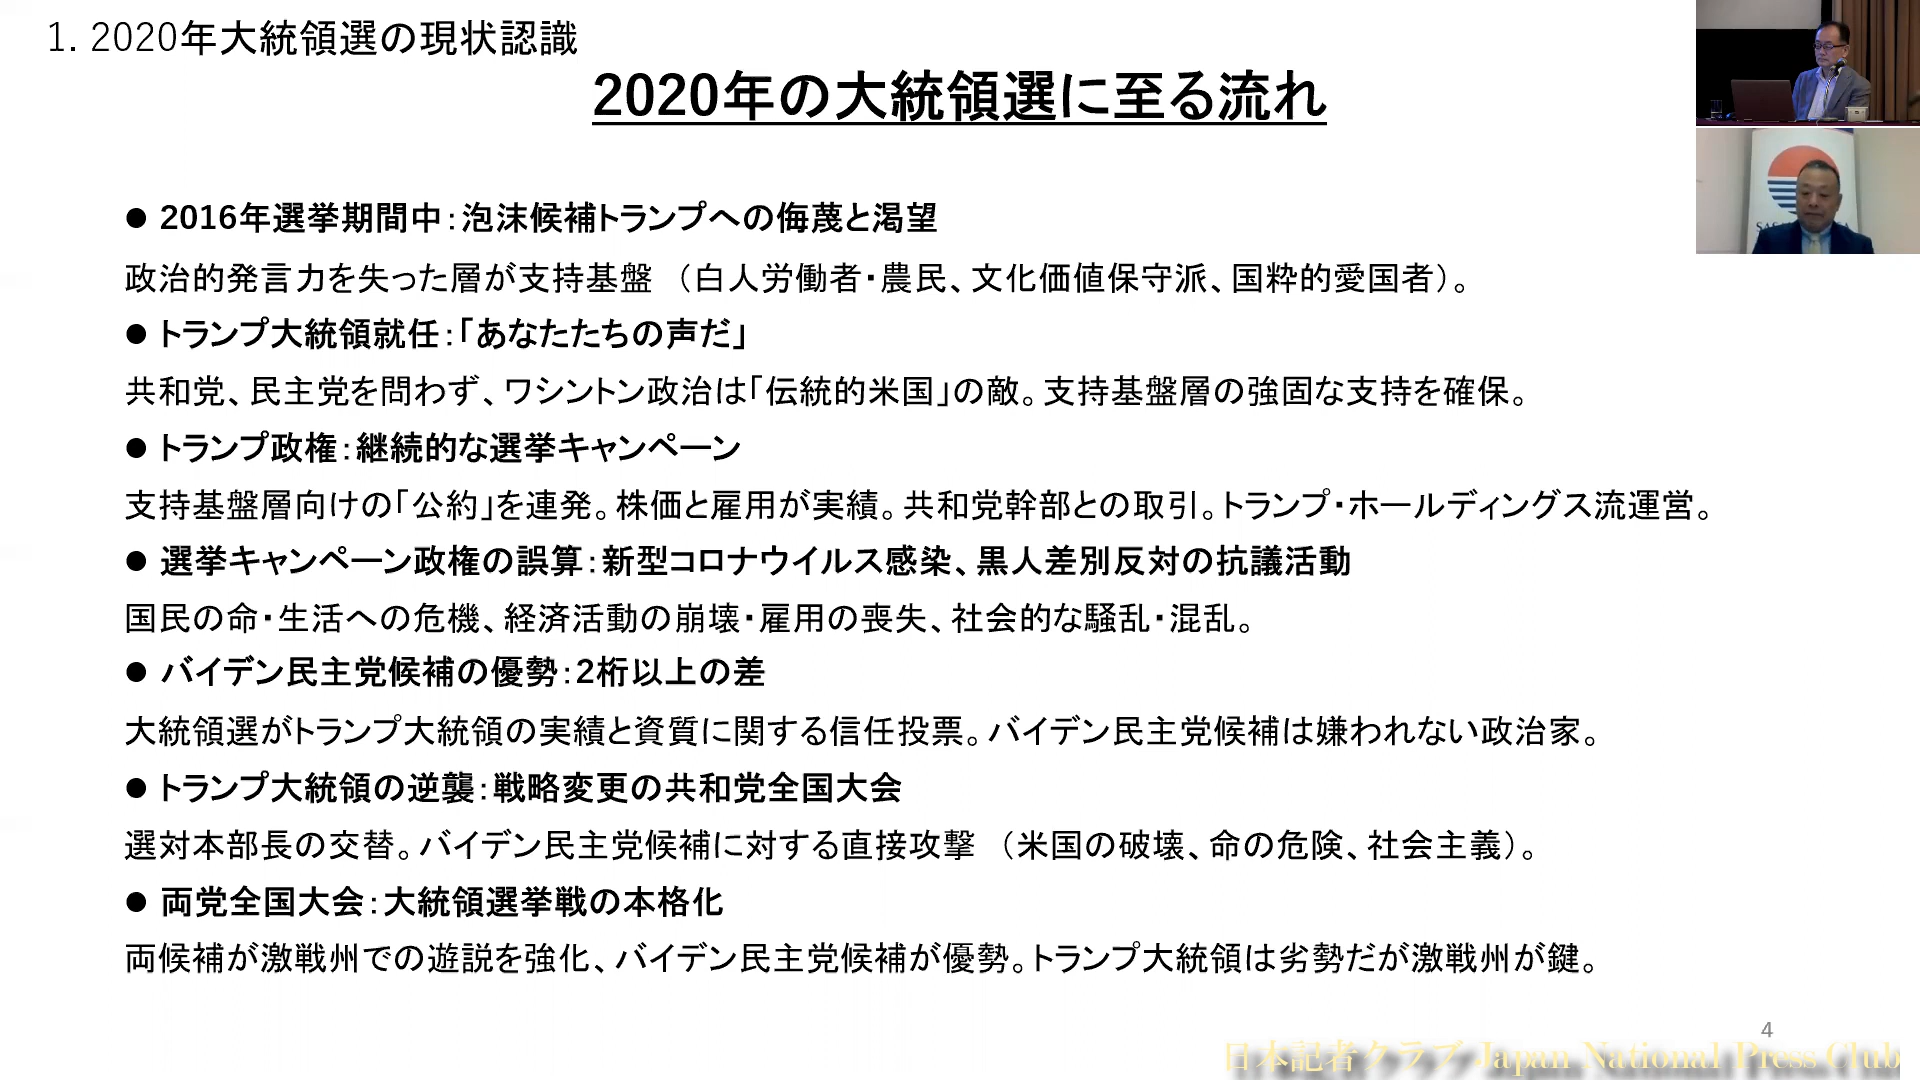 1. 2020年大統領選の現状認識
2020年の大統領選に至る流れ
● 2016年選挙期間中：泡沫候補トランプへの侮蔑と渇望
政治的発言力を失った層が支持基盤 （白人労働者・農民、文化価値保守派、国粋的愛国者）。
● トランプ大統領就任：「あなたたちの声だ」
共和党、民主党を問わず、ワシントン政治は「伝統的米国」の敵。支持基盤層の強固な支持を確保。
● トランプ政権：継続的な選挙キャンペーン
支持基盤層向けの「公約」を連発。株価と雇用が実績。共和党幹部との取引。トランプ・ホールディングス流運営。
● 選挙キャンペーン政権の誤算：新型コロナウイルス感染、黒人差別反対の抗議活動
国民の命・生活への危機、経済活動の崩壊・雇用の喪失、社会的な騒乱・混乱。
● バイデン民主党候補の優勢：2桁以上の差
大統領選がトランプ大統領の実績と資質に関する信任投票。バイデン民主党候補は嫌われない政治家。
● トランプ大統領の逆襲：戦略変更の共和党全国大会
選対本部長の交替。バイデン民主党候補に対する直接攻撃 （米国の破壊、命の危険、社会主義）。
● 両党全国大会：大統領選挙戦の本格化
両候補が激戦州での遊説を強化、バイデン民主党候補が優勢。トランプ大統領は劣勢だが激戦州が鍵。
4
日本記者クラブ Japan National Press Club